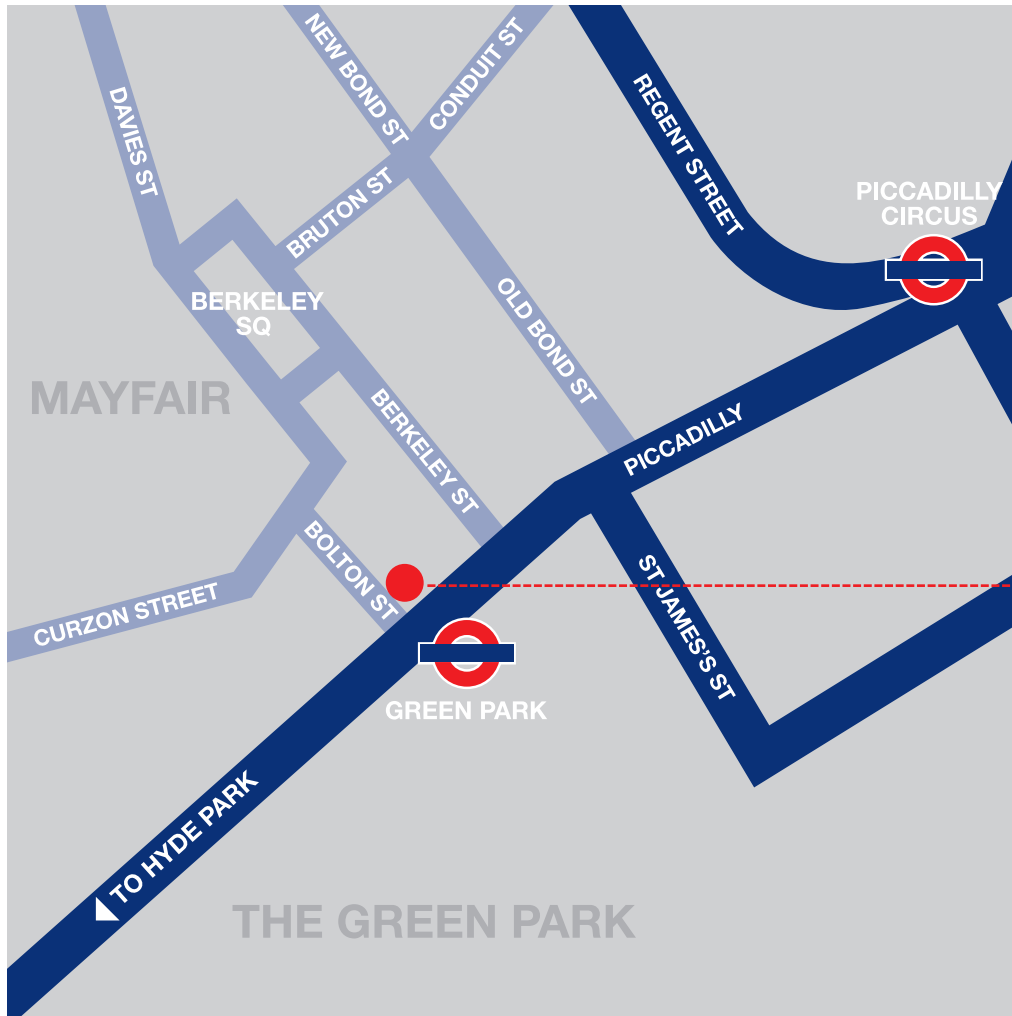 NEW BOND ST
CONDUIT ST
DAVIES ST
REGENT STREET
BRUTON ST
PICCADILLY
CIRCUS
BERKELEY
SQ
OLD BOND ST
MAYFAIR
BERKELEY ST
PICCADILLY
BOLTON ST
ST JAMES'S ST
CURZON STREET
GREEN PARK
TO HYDE PARK
THE GREEN PARK